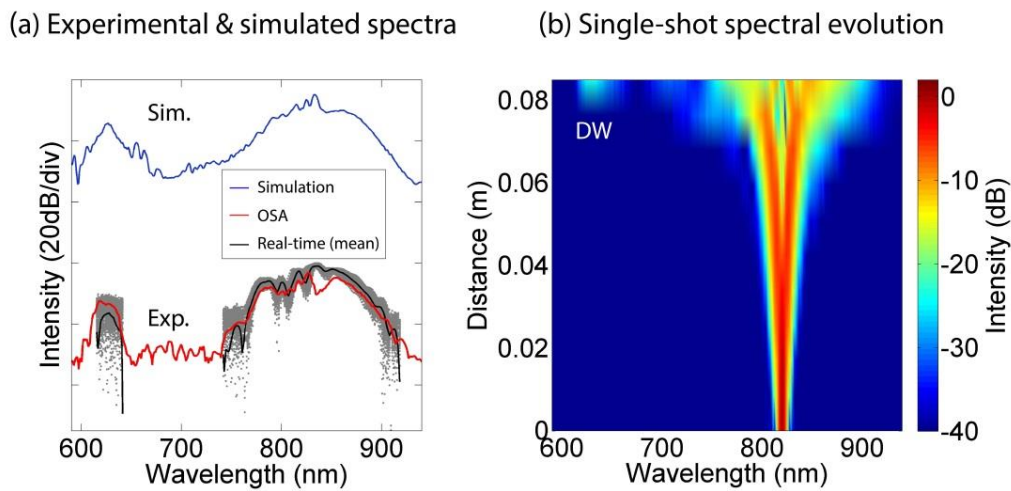 (a) Experimental & simulated spectra
Intensity (20dB/div)
Sim.
Simulation
OSA
Real-time (mean)
Exp.
600 700 800 900
Wavelength (nm)
(b) Single-shot spectral evolution
Distance (m)
0.08
0.06
0.04
0.02
0
DW
600 700 800 900
Wavelength (nm)
0
-10
-20
-30
-40
Intensity (dB)